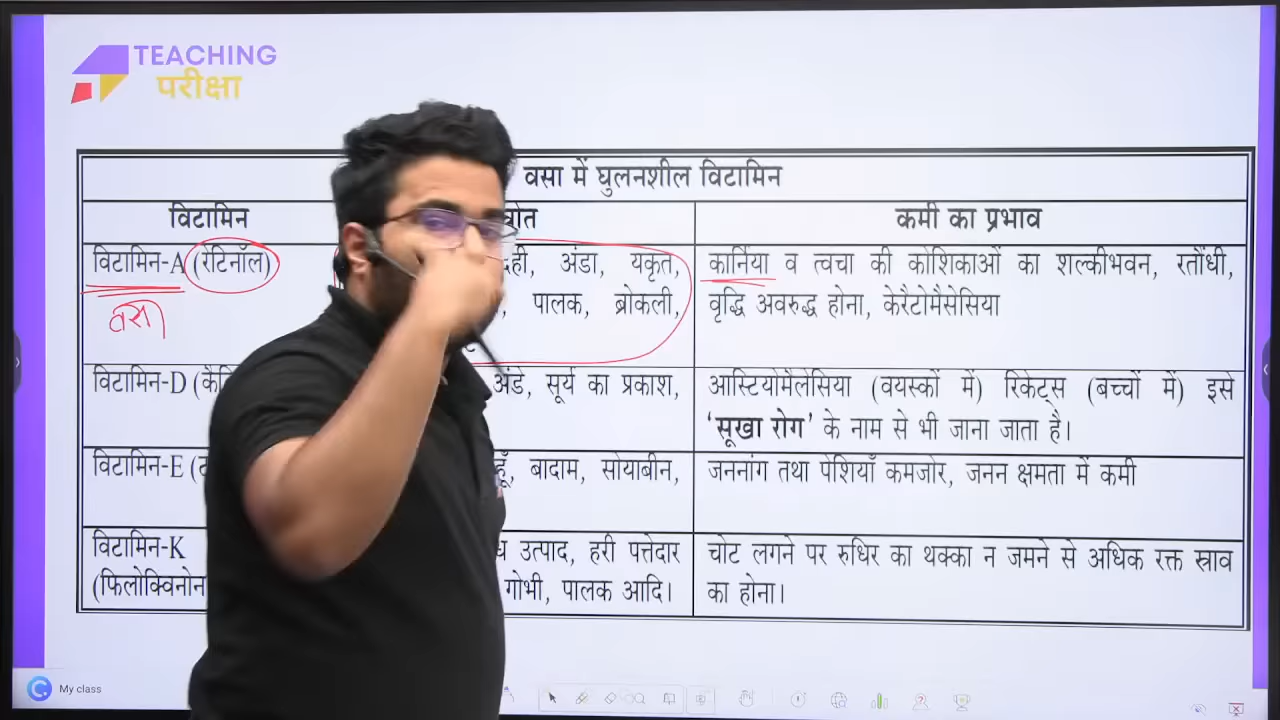 TEACHING
परीक्षा
वसा में घुलनशील विटामिन
विटामिन
कमी का प्रभाव
विटामिन-A (रेटिनॉल)
वसा
अंडा, यकृत,
पालक, ब्रोकली,
कार्निया व त्वचा की कोशिकाओं का शल्कीभवन, रतौंधी,
वृद्धि अवरुद्ध होना, केरैटोमैसेसिया
विटामिन-D
अंडे, सूर्य का प्रकाश,
आस्टियोमैलेसिया (वयस्कों में) रिकेट्स (बच्चों में) इसे
'सूखा रोग' के नाम से भी जाना जाता है।
विटामिन-E
बादाम, सोयाबीन,
जननांग तथा पेशियाँ कमजोर, जनन क्षमता में कमी
विटामिन-K
(फिलोक्विनोन
उत्पाद, हरी पत्तेदार
गोभी, पालक आदि।
चोट लगने पर रुधिर का थक्का न जमने से अधिक रक्त स्त्राव
का होना।
My class